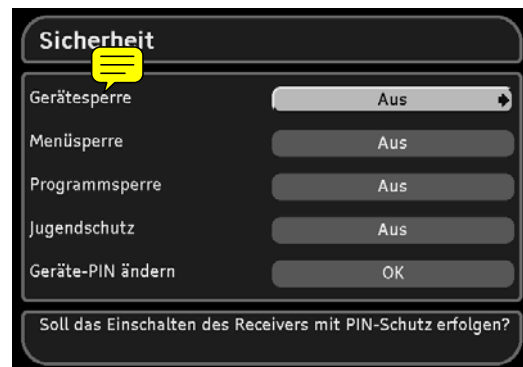 Sicherheit
Gerätesperre Aus
Menüsperre Aus
Programmsperre Aus
Jugendschutz Aus
Geräte-PIN ändern OK
Soll das Einschalten des Receivers mit PIN-Schutz erfolgen?